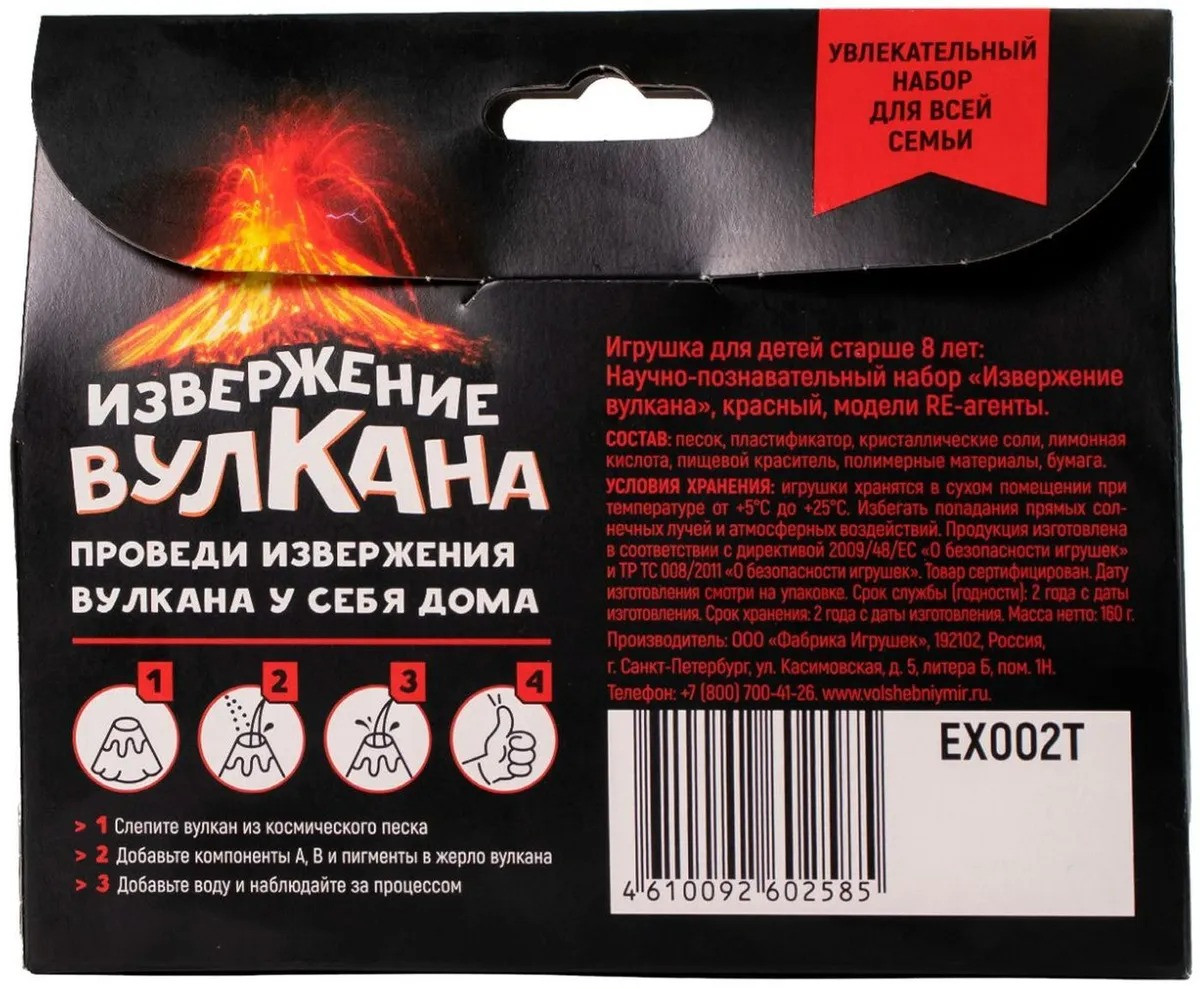 УВЛЕКАТЕЛЬНЫЙ
НАБОР
ДЛЯ ВСЕЙ
СЕМЬИ
ИЗВЕРЖЕНИЕ
ВУЛКАНА
ПРОВЕДИ ИЗВЕРЖЕНИЯ
ВУЛКАНА У СЕБЯ ДОМА
1 2 3 4
> 1 Слепите вулкан из космического песка
> 2 Добавьте компоненты А, В и пигменты в жерло вулкана
> 3 Добавьте воду и наблюдайте за процессом
Игрушка для детей старше 8 лет:
Научно-познавательный набор «Извержение
вулкана», красный, модели RE-агенты.
СОСТАВ: песок, пластификатор, кристаллические соли, лимонная
кислота, пищевой краситель, полимерные материалы, бумага.
УСЛОВИЯ ХРАНЕНИЯ: игрушки хранятся в сухом помещении при
температуре от +5°С до +25°С. Избегать попадания прямых сол-
нечных лучей и атмосферных воздействий. Продукция изготовлена
в соответствии с директивой 2009/48/ЕС «О безопасности игрушек»
и ТР ТС 008/2011 «О безопасности игрушек». Товар сертифицирован. Дату
изготовления смотри на упаковке. Срок службы (годности): 2 года с даты
изготовления. Срок хранения: 2 года с даты изготовления. Масса нетто: 160 г.
Производитель: ООО «Фабрика Игрушек», 192102, Россия,
г. Санкт-Петербург, ул. Касимовская, д. 5, литера Б, пом. 1Н.
Телефон: +7 (800) 700-41-26. www.volshebniymir.ru.
EX002T
4 610092 602585